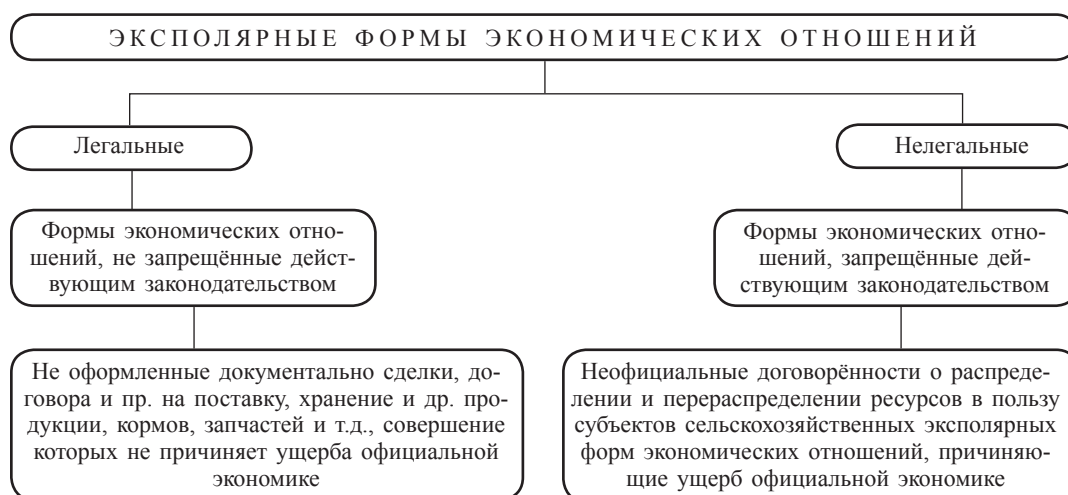 ЭКСПОЛЯРНЫЕ ФОРМЫ ЭКОНОМИЧЕСКИХ ОТНОШЕНИЙ
Легальные
Нелегальные
Формы экономических отно-
шений, не запрещённые дейст-
вующим законодательством
Формы экономических отно-
шений, запрещённые дей-
ствующим законодательством
Не оформленные документально сделки, до-
говора и пр. на поставку, хранение и др. про-
дукции, кормов, запчастей и т.д., совершение
которых не причиняет ущерба официальной
экономике
Неофициальные договорённости о распреде-
лении и перераспределении ресурсов в пользу
субъектов сельскохозяйственных эксполярных
форм экономических отношений, причиняю-
щие ущерб официальной экономике